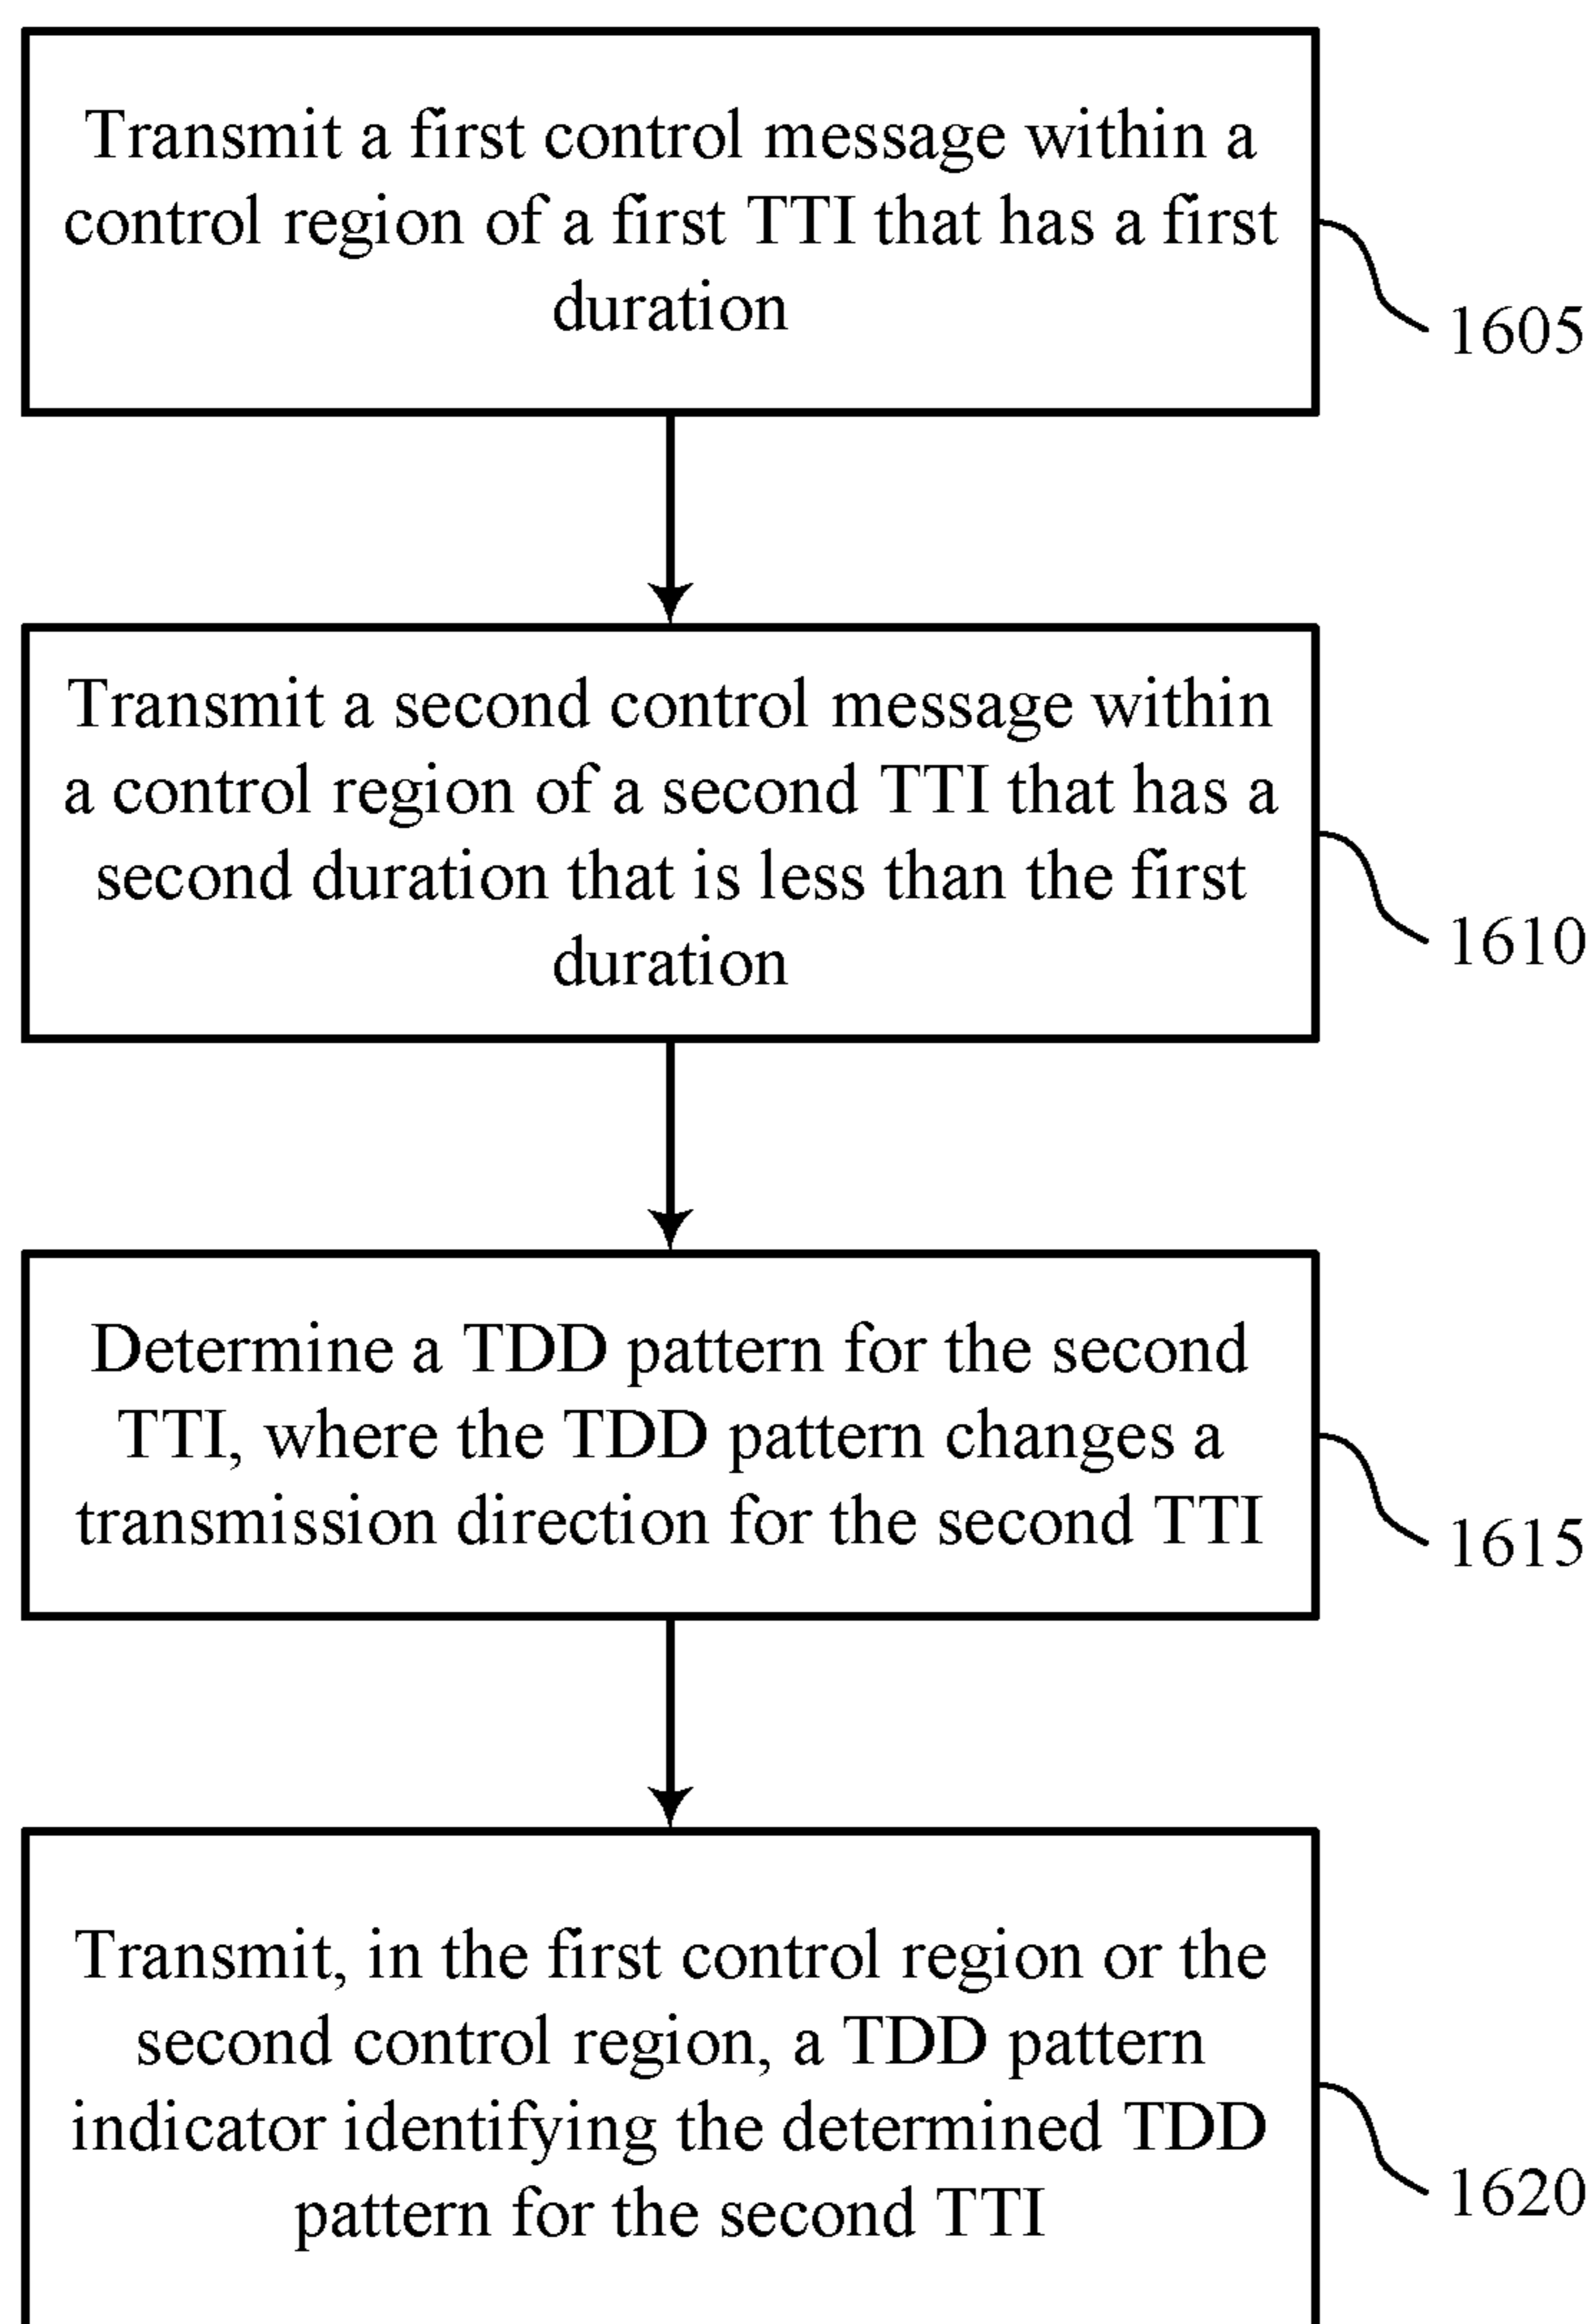 Transmit a first control message within a
control region of a first TTI that has a first
duration
1605
Transmit a second control message within
a control region of a second TTI that has a
second duration that is less than the first
duration
1610
Determine a TDD pattern for the second
TTI, where the TDD pattern changes a
transmission direction for the second TTI
1615
Transmit, in the first control region or the
second control region, a TDD pattern
indicator identifying the determined TDD
pattern for the second TTI
1620